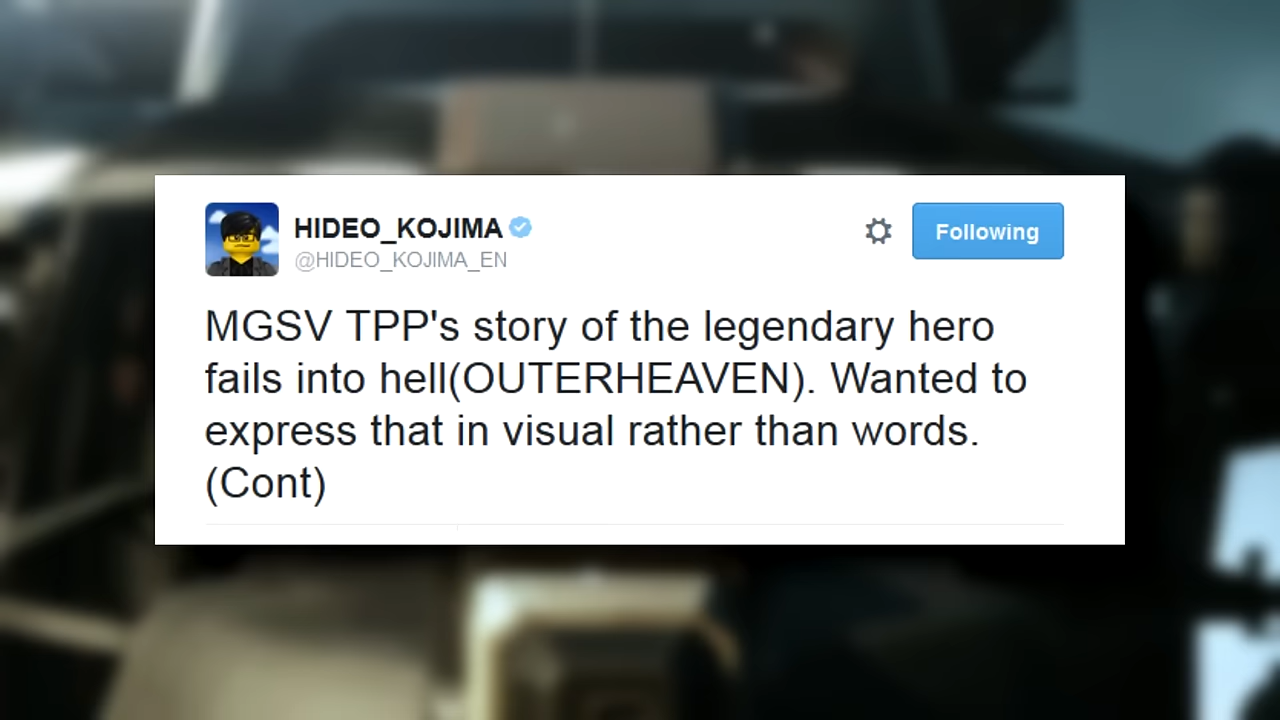 HIDEO_KOJIMA
@HIDEO_KOJIMA_EN
Following
MGSV TPP's story of the legendary hero
fails into hell(OUTERHEAVEN). Wanted to
express that in visual rather than words.
(Cont)